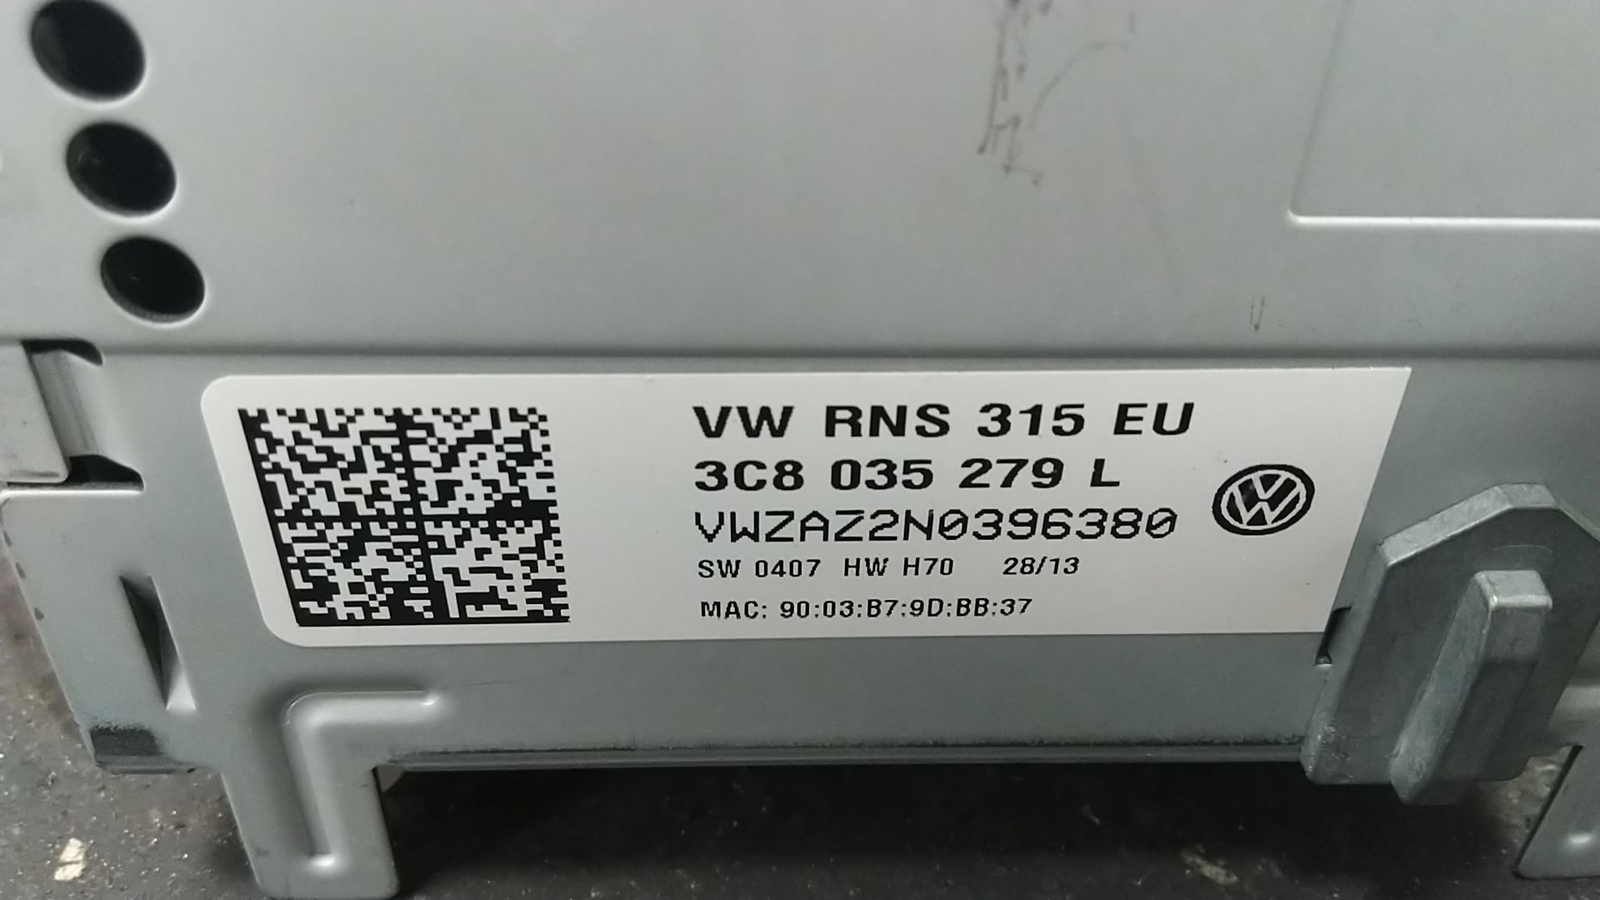 VW RNS 315 EU
3C8 035 279 L
VWZAZ2N0396380
SW 0407 HW H70 28/13
MAC: 90:03:B7:9D:BB:37